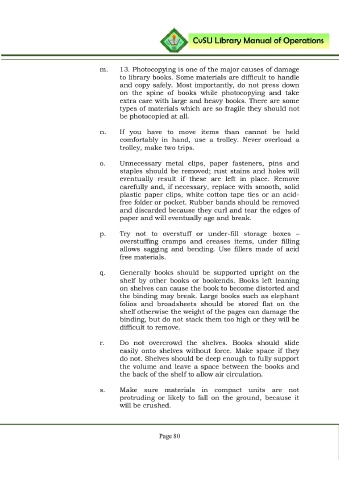 CvSU Library Manual of Operations
m. 13. Photocopying is one of the major causes of damage
to library books. Some materials are difficult to handle
and copy safely. Most importantly, do not press down
on the spine of books while photocopying and take
extra care with large and heavy books. There are some
types of materials which are so fragile they should not
be photocopied at all.
n. If you have to move items than cannot be held
comfortably in hand, use a trolley. Never overload a
trolley, make two trips.
o. Unnecessary metal clips, paper fasteners, pins and
staples should be removed; rust stains and holes will
eventually result if these are left in place. Remove
carefully and, if necessary, replace with smooth, solid
plastic paper clips, white cotton tape ties or an acid-
free folder or pocket. Rubber bands should be removed
and discarded because they curl and tear the edges of
paper and will eventually age and break.
p. Try not to overstuff or under-fill storage boxes –
overstuffing cramps and creases items, under filling
allows sagging and bending. Use fillers made of acid
free materials.
q. Generally books should be supported upright on the
shelf by other books or bookends. Books left leaning
on shelves can cause the book to become distorted and
the binding may break. Large books such as elephant
folios and broadsheets should be stored flat on the
shelf otherwise the weight of the pages can damage the
binding, but do not stack them too high or they will be
difficult to remove.
r. Do not overcrowd the shelves. Books should slide
easily onto shelves without force. Make space if they
do not. Shelves should be deep enough to fully support
the volume and leave a space between the books and
the back of the shelf to allow air circulation.
s. Make sure materials in compact units are not
protruding or likely to fall on the ground, because it
will be crushed.
Page 80